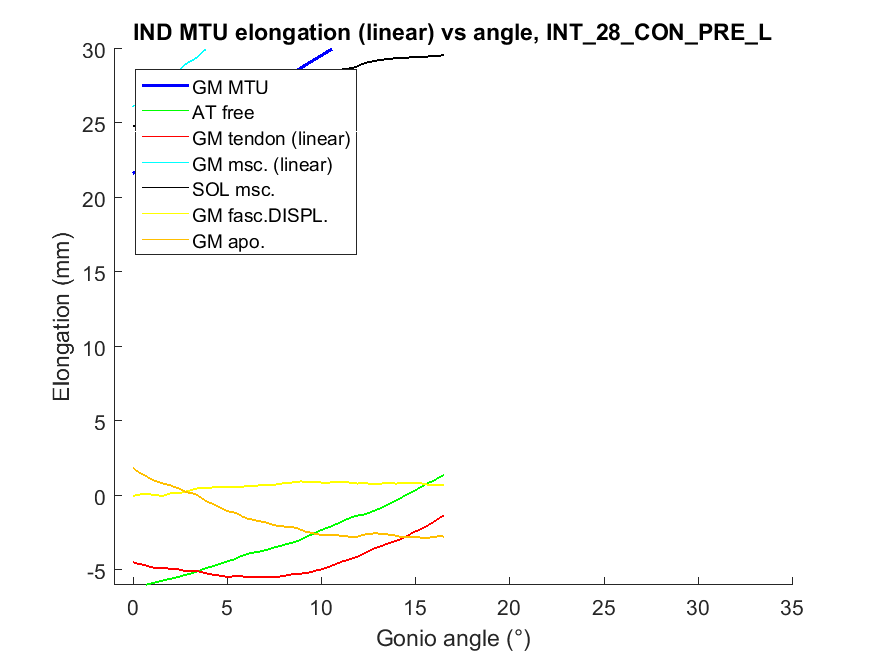 IND MTU elongation (linear) vs angle, INT_28_CON_PRE_L
30
25
20
15
10
5
0
-5
Elongation (mm)
GM MTU
AT free
GM tendon (linear)
GM msc. (linear)
SOL msc.
GM fasc.DISPL.
GM apo.
0 5 10 15 20 25 30 35
Gonio angle (°)